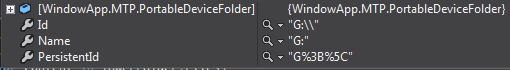 [WindowApp.MTP.PortableDeviceFolder] {WindowApp.MTP.PortableDeviceFolder}
Id "G:\\"
Name "G:"
PersistentId "G%3B%5C"